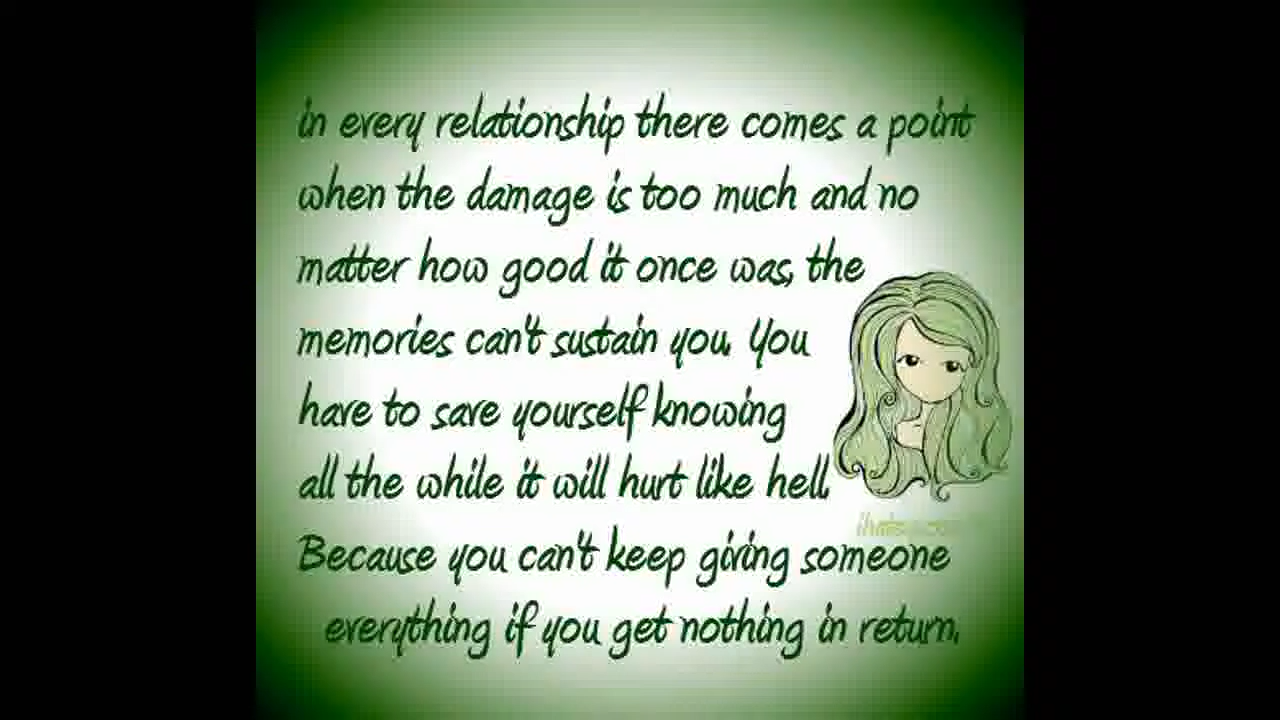 in every relationship there comes a point
when the damage is too much and no
matter how good it once was, the
memories can't sustain you. You
have to save yourself knowing
all the while it will hurt like hell.
Because you can't keep giving someone
everything if you get nothing in return.